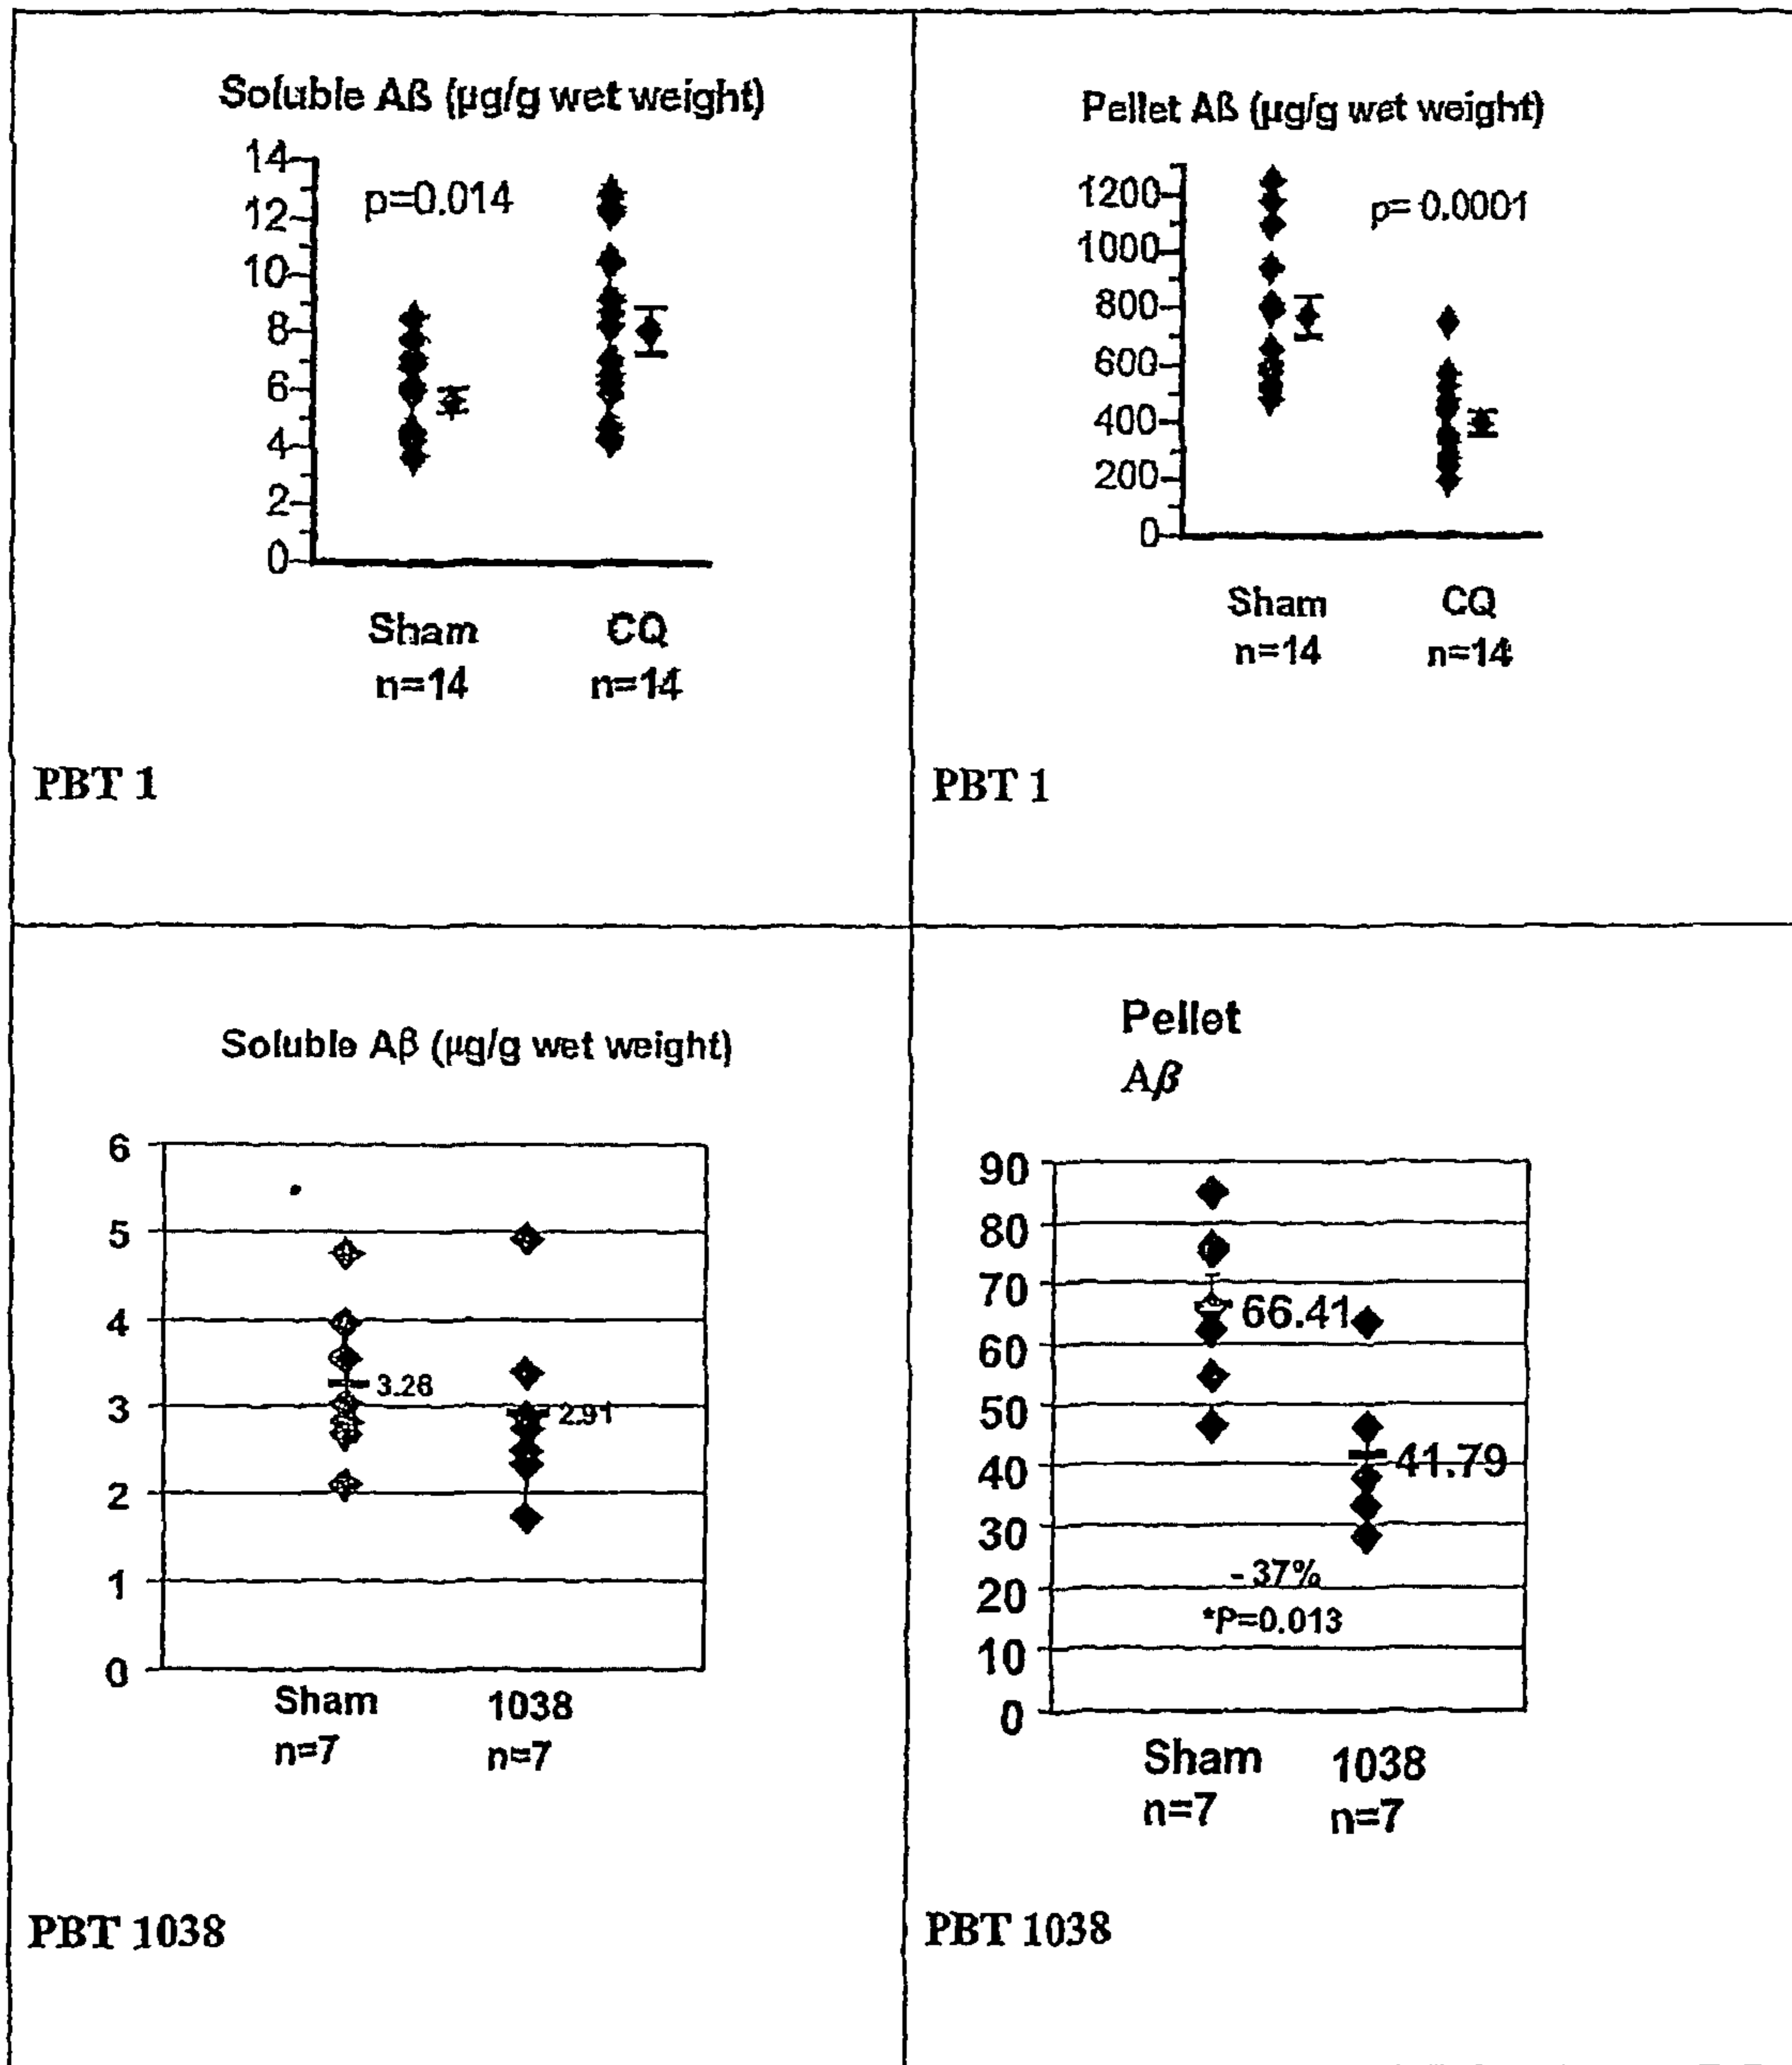 Soluble Aß (µg/g wet weight)
14
12
10
8
6
4
2
0
p=0.014
Sham
n=14
CQ
n=14
PBT 1
Pellet Aß (µg/g wet weight)
1200
1000
800
600
400
200
0
p= 0.0001
Sham
n=14
CQ
n=14
PBT 1
Soluble Aβ (µg/g wet weight)
6
5
4
3
2
1
0
3.28
2.91
Sham
n=7
1038
n=7
PBT 1038
Pellet
Aβ
90
80
70
60
50
40
30
20
10
0
66.41
41.79
- 37%
*P=0.013
Sham
n=7
1038
n=7
PBT 1038